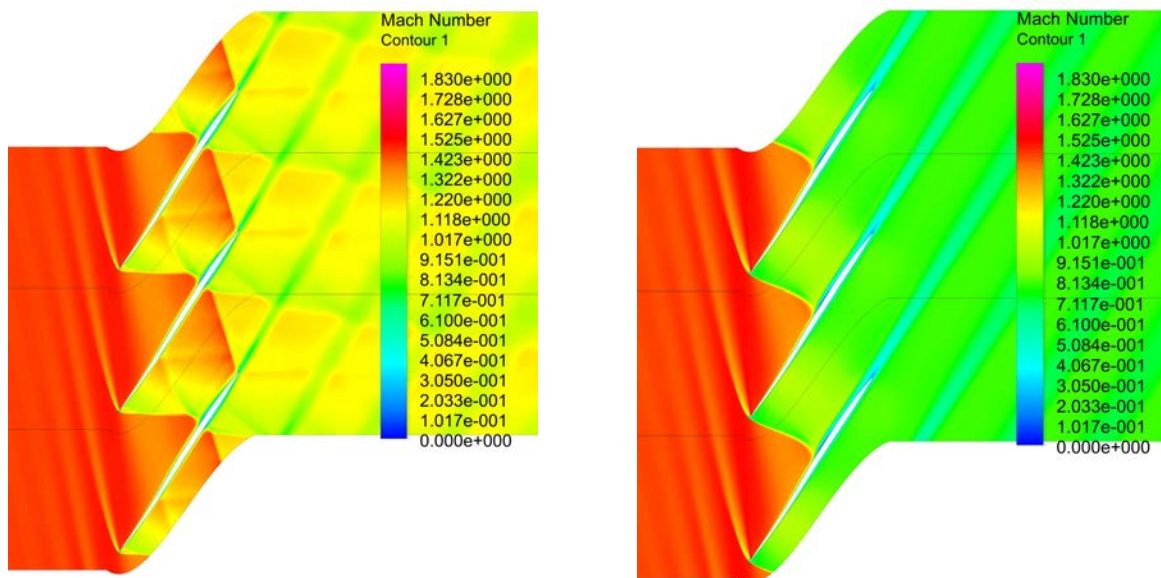 Mach Number
Contour 1
1.830e+000
1.728e+000
1.627e+000
1.525e+000
1.423e+000
1.322e+000
1.220e+000
1.118e+000
1.017e+000
9.151e-001
8.134e-001
7.117e-001
6.100e-001
5.084e-001
4.067e-001
3.050e-001
2.033e-001
1.017e-001
0.000e+000
Mach Number
Contour 1
1.830e+000
1.728e+000
1.627e+000
1.525e+000
1.423e+000
1.322e+000
1.220e+000
1.118e+000
1.017e+000
9.151e-001
8.134e-001
7.117e-001
6.100e-001
5.084e-001
4.067e-001
3.050e-001
2.033e-001
1.017e-001
0.000e+000